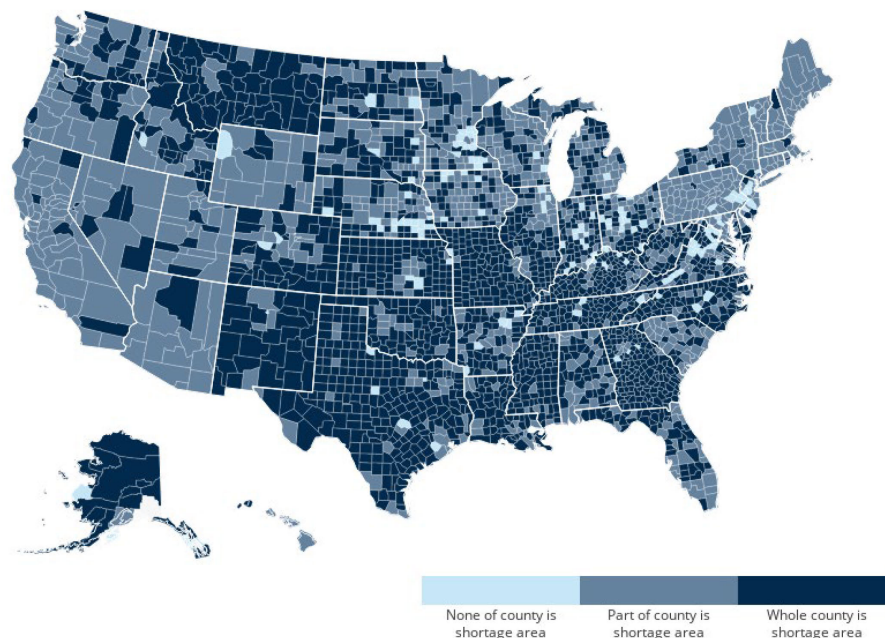 None of county is
shortage area
Part of county is
shortage area
Whole county is
shortage area